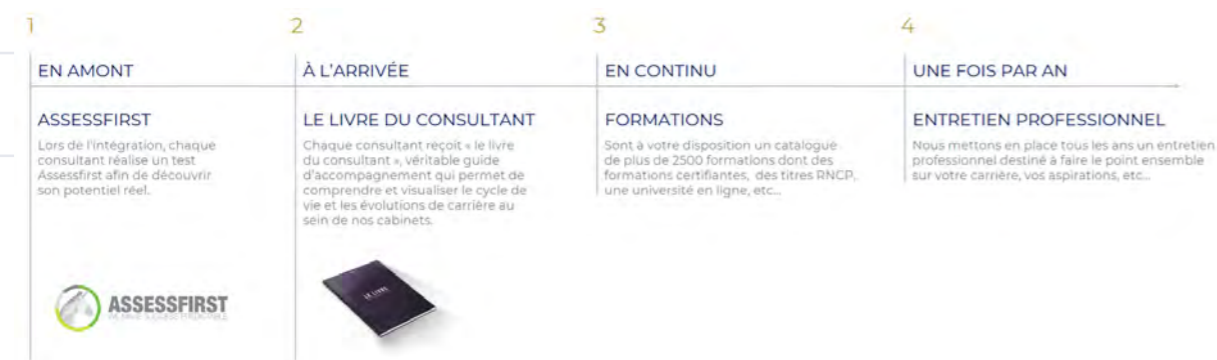 1
EN AMONT
ASSESSFIRST
Lors de l'intégration, chaque
consultant réalise un test
Assessfirst afin de découvrir
son potentiel réel.
ASSESSFIRST
2
À L'ARRIVÉE
LE LIVRE DU CONSULTANT
Chaque consultant reçoit « le livre
du consultant », véritable guide
d'accompagnement qui permet de
comprendre et visualiser le cycle de
vie et les évolutions de carrière au
sein de nos cabinets.
LE LIVRE
3
EN CONTINU
FORMATIONS
Sont à votre disposition un catalogue
de plus de 2500 formations dont des
formations certifiantes, des titres RNCP,
une université en ligne, etc...
4
UNE FOIS PAR AN
ENTRETIEN PROFESSIONNEL
Nous mettons en place tous les ans un entretien
professionnel destiné à faire le point ensemble
sur votre carrière, vos aspirations, etc...